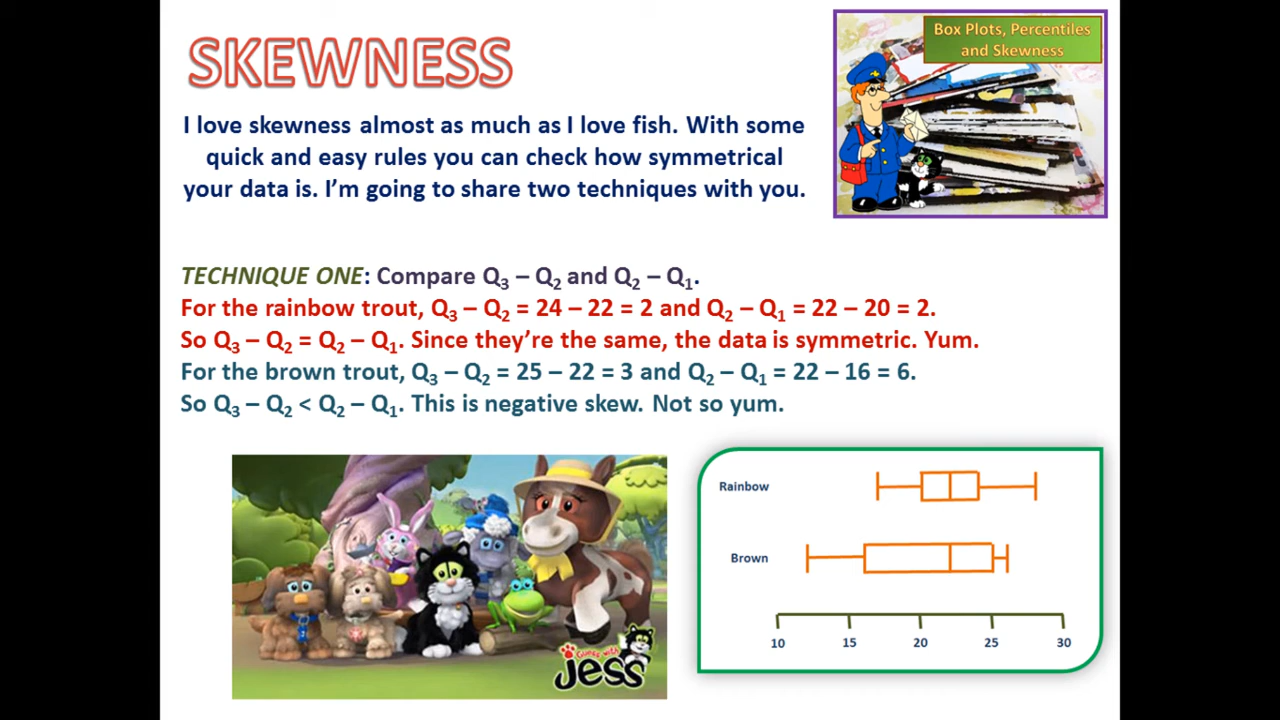 SKEWNESS
Box Plots, Percentiles
and Skewness
I love skewness almost as much as I love fish. With some
quick and easy rules you can check how symmetrical
your data is. I'm going to share two techniques with you.
TECHNIQUE ONE: Compare Q₃ – Q₂ and Q₂ – Q₁.
For the rainbow trout, Q₃ – Q₂ = 24 – 22 = 2 and Q₂ – Q₁ = 22 – 20 = 2.
So Q₃ – Q₂ = Q₂ – Q₁. Since they're the same, the data is symmetric. Yum.
For the brown trout, Q₃ – Q₂ = 25 – 22 = 3 and Q₂ – Q₁ = 22 – 16 = 6.
So Q₃ – Q₂ < Q₂ – Q₁. This is negative skew. Not so yum.
Guess with
Jess
Rainbow
Brown
10 15 20 25 30